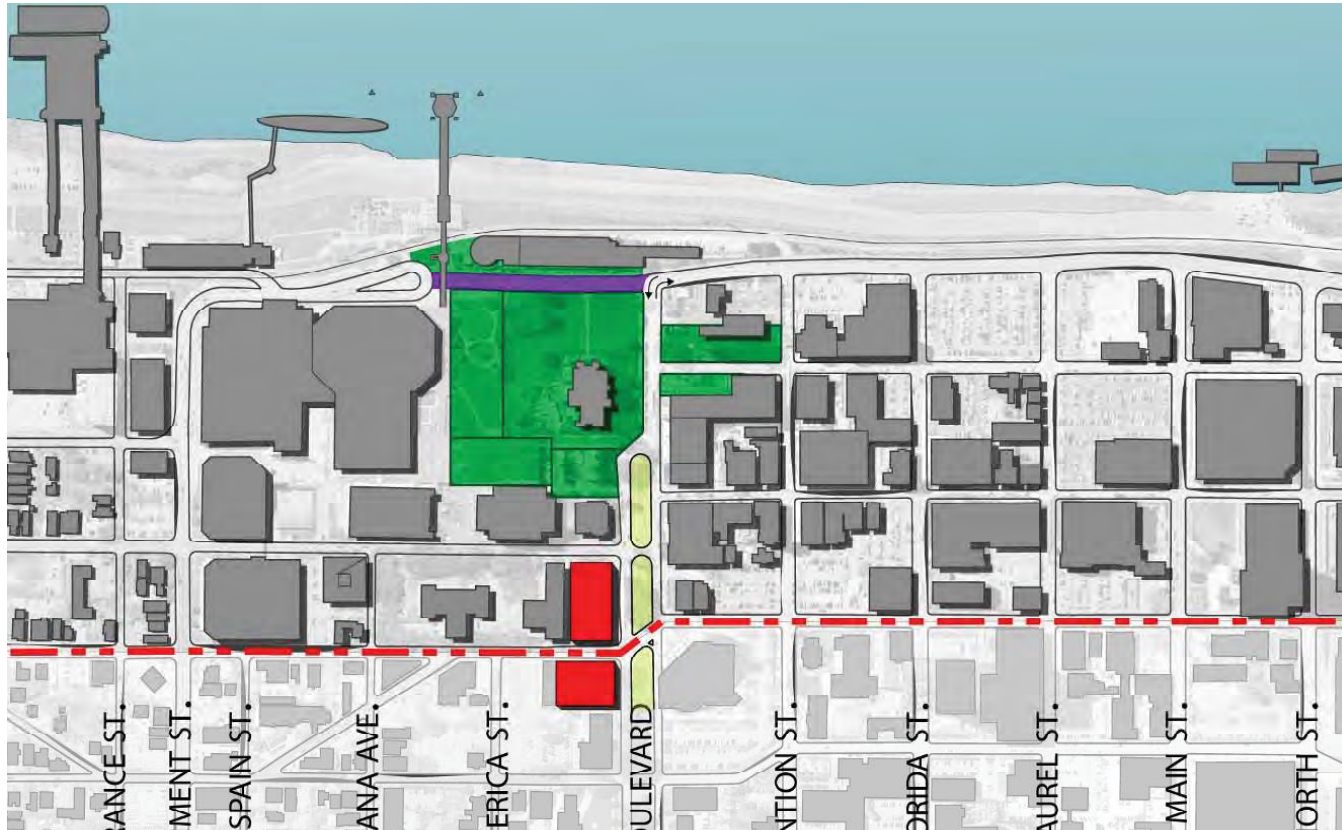 RANCE ST.
MENT ST.
SPAIN ST.
ANA AVE.
ERICA ST.
OULEVARD
NTION ST.
ORIDA ST.
AUREL ST.
MAIN ST.
ORTH ST.